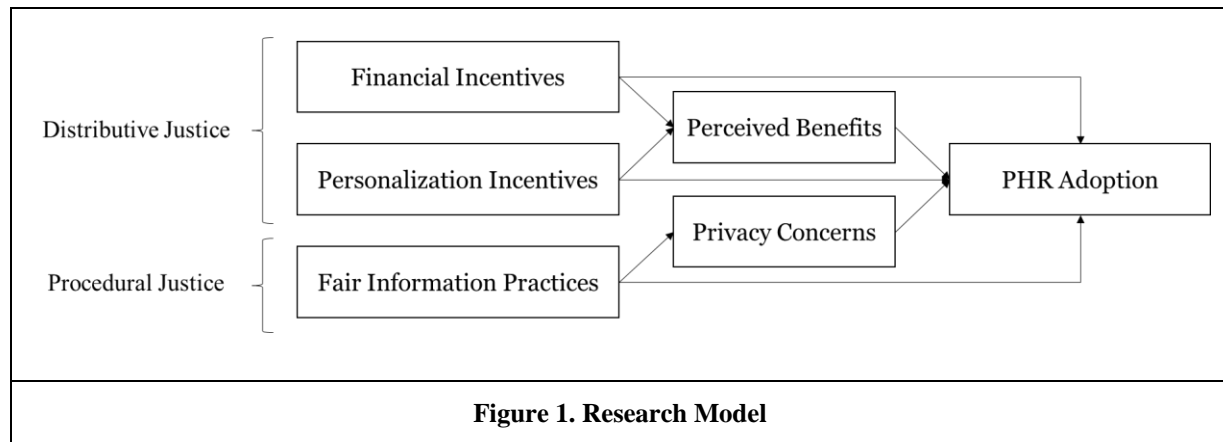 Financial Incentives
Distributive Justice
Perceived Benefits
Personalization Incentives
PHR Adoption
Privacy Concerns
Procedural Justice
Fair Information Practices
Figure 1. Research Model